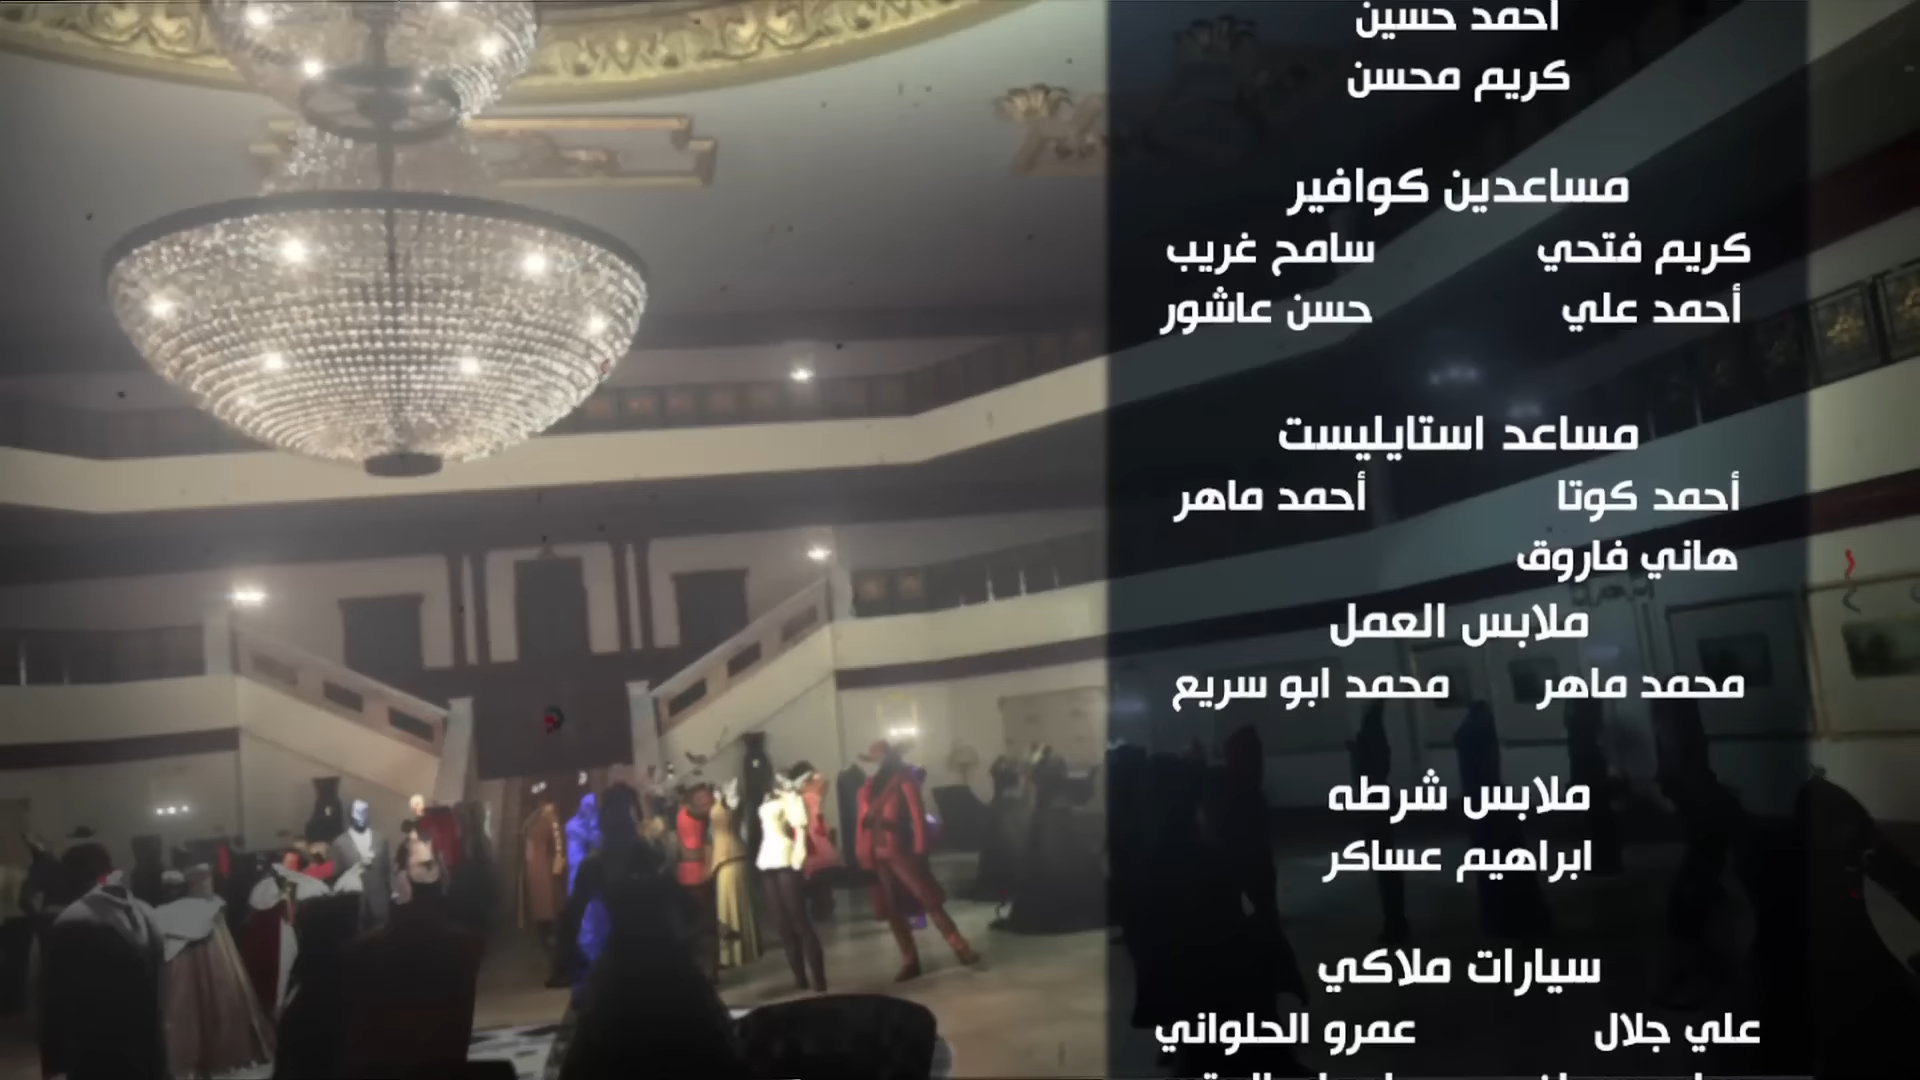 احمد حسين
كريم محسن
مساعدين كوافير
كريم فتحي سامح غريب
أحمد علي حسن عاشور
مساعد استايليست
أحمد كوتا أحمد ماهر
هاني فاروق
ملابس العمل
محمد ماهر محمد ابو سريع
ملابس شرطه
ابراهيم عساكر
سيارات ملاكي
علي جلال عمرو الحلواني